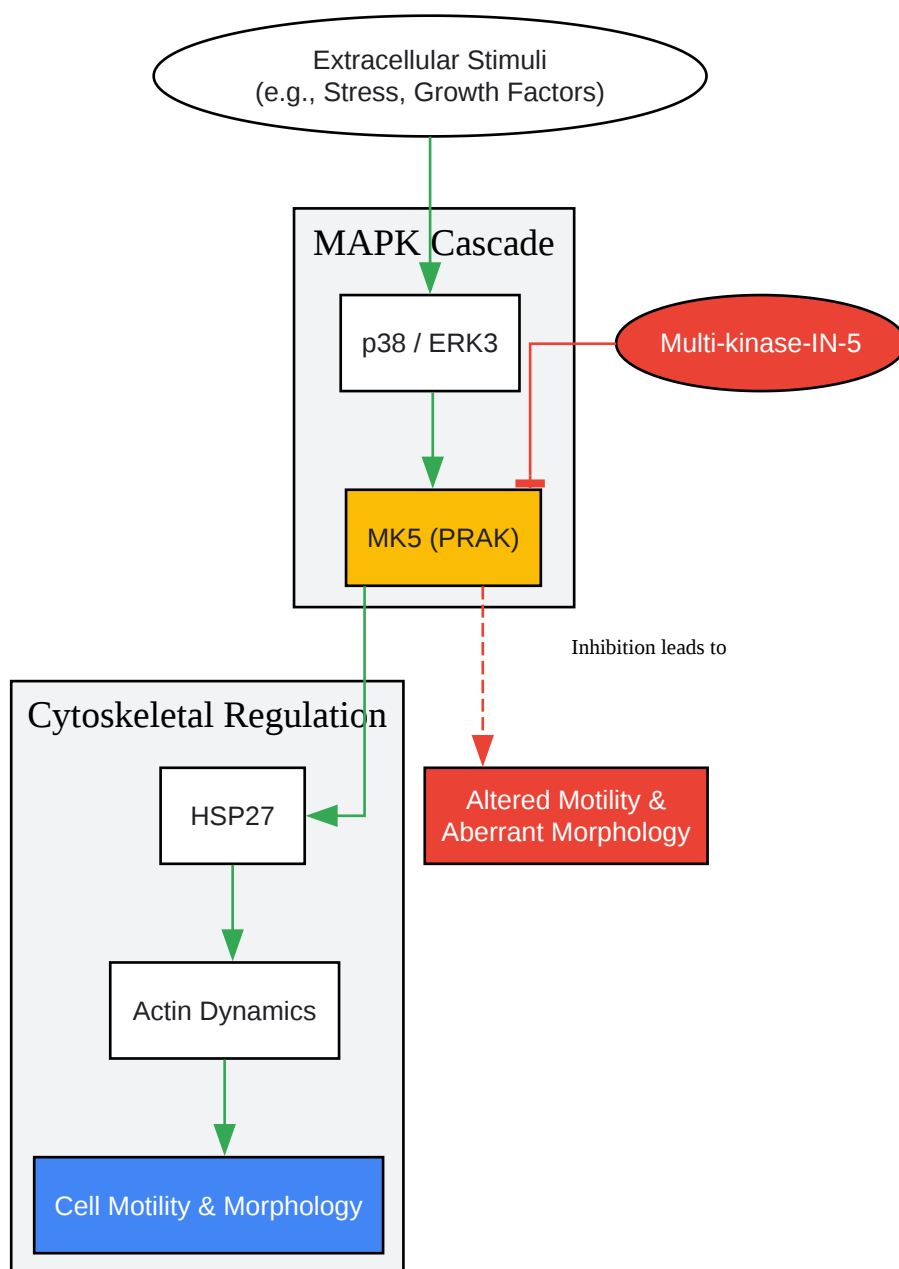 Extracellular Stimuli
(e.g., Stress, Growth Factors)
MAPK Cascade
p38 / ERK3
Multi-kinase-IN-5
MK5 (PRAK)
Inhibition leads to
Cytoskeletal Regulation
HSP27
Altered Motility &
Aberrant Morphology
Actin Dynamics
Cell Motility & Morphology